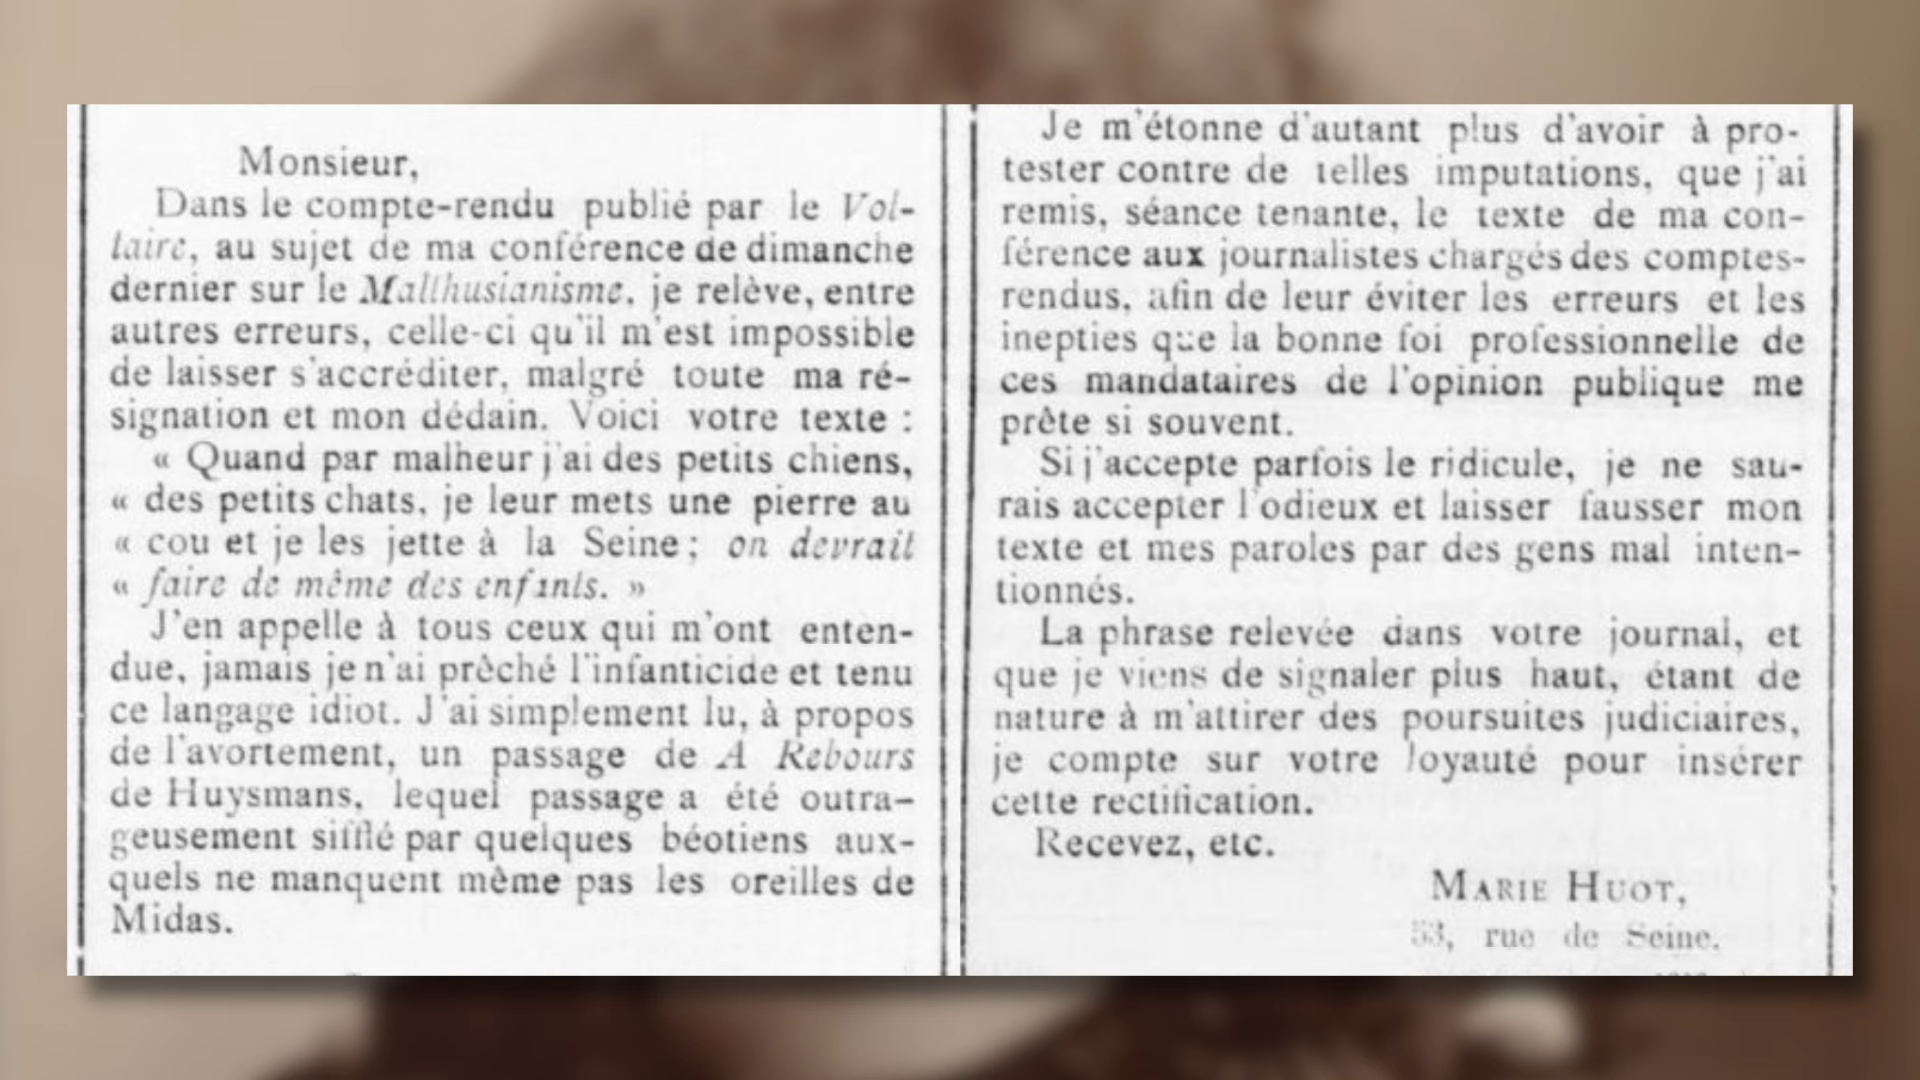 Monsieur,
Dans le compte-rendu publié par le Vol-
taire, au sujet de ma conférence de dimanche
dernier sur le Malthusianisme, je relève, entre
autres erreurs, celle-ci qu'il m'est impossible
de laisser s'accréditer, malgré toute ma ré-
signation et mon dédain. Voici votre texte :
« Quand par malheur j'ai des petits chiens,
« des petits chats, je leur mets une pierre au
« cou et je les jette à la Seine ; on devrait
« faire de même des enfants. »
J'en appelle à tous ceux qui m'ont enten-
due, jamais je n'ai prêché l'infanticide et tenu
ce langage idiot. J'ai simplement lu, à propos
de l'avortement, un passage de A Rebours
de Huysmans, lequel passage a été outra-
geusement sifflé par quelques béotiens aux-
quels ne manquent même pas les oreilles de
Midas.
Je m'étonne d'autant plus d'avoir à pro-
tester contre de telles imputations, que j'ai
remis, séance tenante, le texte de ma con-
férence aux journalistes chargés des comptes-
rendus, afin de leur éviter les erreurs et les
inepties que la bonne foi professionnelle de
ces mandataires de l'opinion publique me
prête si souvent.
Si j'accepte parfois le ridicule, je ne sau-
rais accepter l'odieux et laisser fausser mon
texte et mes paroles par des gens mal inten-
tionnés.
La phrase relevée dans votre journal, et
que je viens de signaler plus haut, étant de
nature à m'attirer des poursuites judiciaires,
je compte sur votre loyauté pour insérer
cette rectification.
Recevez, etc.
MARIE HUOT,
53, rue de Seine.